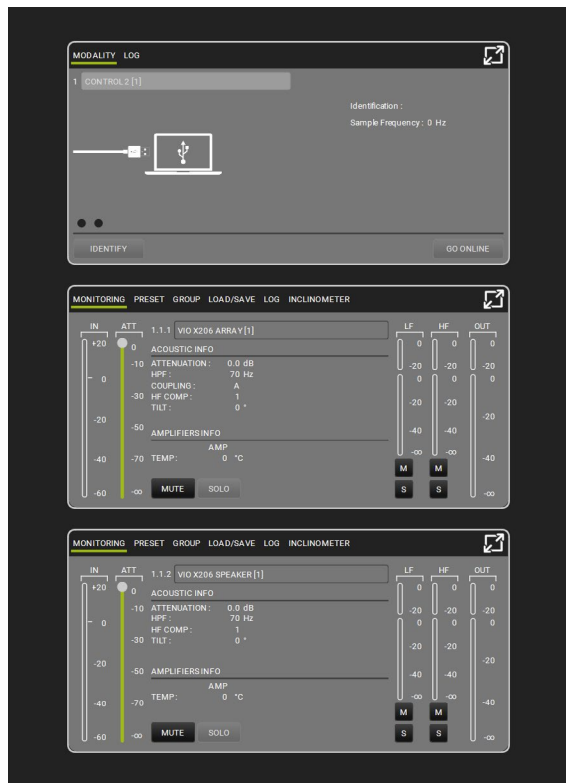 MODALITY LOG
1 CONTROL2 [1]
Identification :
Sample Frequency : 0 Hz
IDENTIFY GO ONLINE
MONITORING PRESET GROUP LOAD/SAVE LOG INCLINOMETER
IN ATT 1.1.1 VIO X206 ARRAY [1] LF HF OUT
+20 0 ACOUSTIC INFO 0 0 0
-10 ATTENUATION : 0.0 dB -20 -20 -20
0 HPF : 70 Hz 0 0 0
COUPLING : A
-30 HF COMP : 1 -20 -20
TILT : 0 °
-20 -50 AMPLIFIERS INFO -40 -40 -20
AMP
-40 -70 TEMP : 0 °C -∞ -∞ -40
M M
-60 -∞ MUTE SOLO S S -∞
MONITORING PRESET GROUP LOAD/SAVE LOG INCLINOMETER
IN ATT 1.1.2 VIO X206 SPEAKER [1] LF HF OUT
+20 0 ACOUSTIC INFO 0 0 0
-10 ATTENUATION : 0.0 dB -20 -20 -20
0 HPF : 70 Hz 0 0 0
HF COMP : 1
-30 TILT : 0 ° -20 -20
-20 -50 AMPLIFIERS INFO -40 -40 -20
AMP
-40 -70 TEMP : 0 °C -∞ -∞ -40
M M
-60 -∞ MUTE SOLO S S -∞